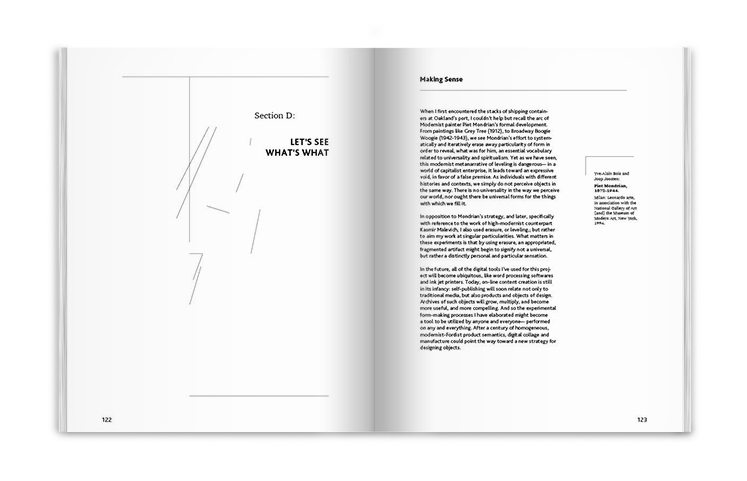 Section D:
LET'S SEE
WHAT'S WHAT
122
Making Sense
When I first encountered the stacks of shipping contain-
ers at Oakland's port, I couldn't help but recall the arc of
Modernist painter Piet Mondrian's formal development.
From paintings like Grey Tree (1912), to Broadway Boogie
Woogie (1942-1943), we see Mondrian's effort to system-
atically and iteratively erase away particularity of form in
order to reveal, what was for him, an essential vocabulary
related to universality and spiritualism. Yet as we have seen,
this modernist metanarrative of leveling is dangerous— in a
world of capitalist enterprise, it leads toward an expressive
void, in favor of a false premise. As individuals with different
histories and contexts, we simply do not perceive objects in
the same way. There is no universality in the way we perceive
our world, nor ought there be universal forms for the things
with which we fill it.
In opposition to Mondrian's strategy, and later, specifically
with reference to the work of high-modernist counterpart
Kasmir Malevich, I also used erasure, or leveling,; but rather
to aim my work at singular particularities. What matters in
these experiments is that by using erasure, an appropriated,
fragmented artifact might begin to signify not a universal,
but rather a distinctly personal and particular sensation.
In the future, all of the digital tools I've used for this proj-
ect will become ubiquitous, like word processing softwares
and ink jet printers. Today, on-line content creation is still
in its infancy: self-publishing will soon relate not only to
traditional media, but also products and objects of design.
Archives of such objects will grow, multiply, and become
more useful, and more compelling. And so the experimental
form-making processes I have elaborated might become
a tool to be utilized by anyone and everyone— performed
on any and everything. After a century of homogeneous,
modernist-Fordist product semantics, digital collage and
manufacture could point the way toward a new strategy for
designing objects.
Yve-Alain Bois and
Joop Joosten:
Piet Mondrian,
1872-1944.
Milan: Leonardo Arte,
in association with the
National Gallery of Art
[and] the Museum of
Modern Art, New York,
1994.
123